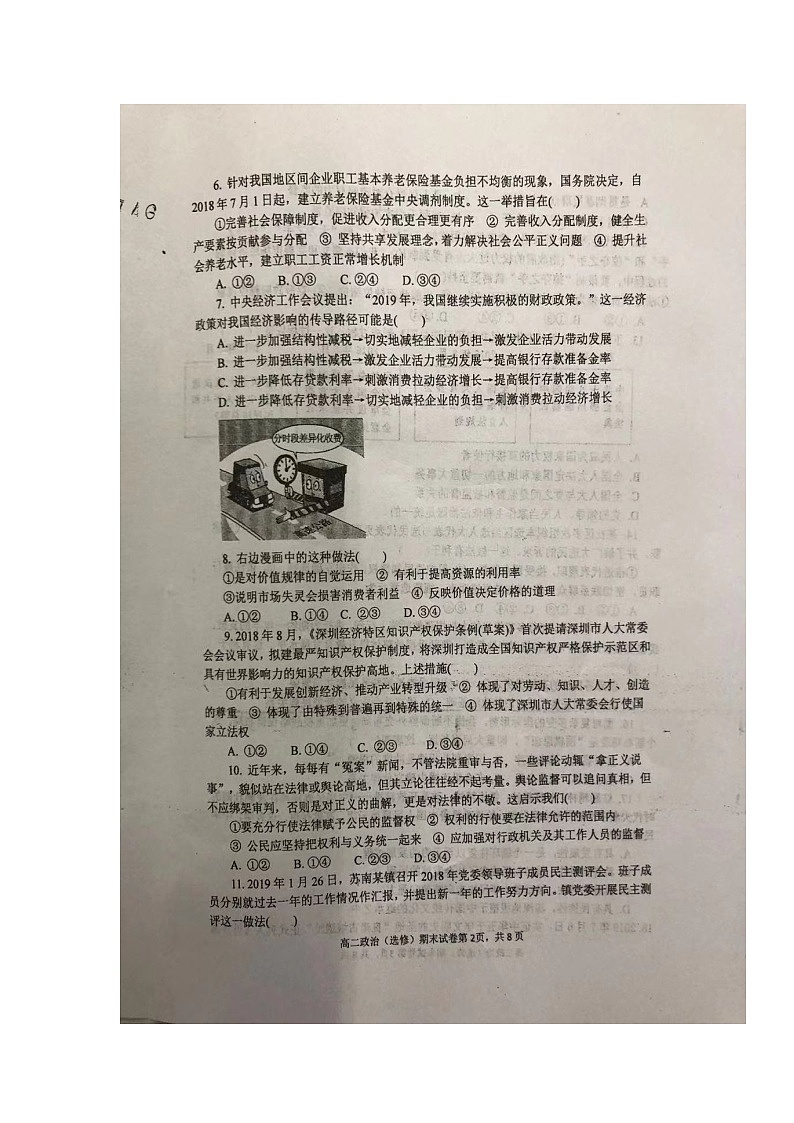 46
6. 针对我国地区间企业职工基本养老保险基金负担不均衡的现象，国务院决定，自
2018年7月1日起，建立养老保险基金中央调剂制度。这一举措旨在(　　)
①完善社会保障制度，促进收入分配更合理更有序　② 完善收入分配制度，健全生
产要素按贡献参与分配　③ 坚持共享发展理念，着力解决社会公平正义问题　④ 提升社
会养老水平，建立职工工资正常增长机制
A. ①②　　B. ①③　　C. ②④　　D. ③④
7. 中央经济工作会议提出：“2019年，我国继续实施积极的财政政策。”这一经济
政策对我国经济影响的传导路径可能是(　　)
A. 进一步加强结构性减税→切实地减轻企业的负担→激发企业活力带动发展
B. 进一步加强结构性减税→激发企业活力带动发展→提高银行存款准备金率
C. 进一步降低存贷款利率→刺激消费拉动经济增长→提高银行存款准备金率
D. 进一步降低存贷款利率→切实地减轻企业的负担→刺激消费拉动经济增长
分时段差异化收费
8. 右边漫画中的这种做法(　　)
①是对价值规律的自觉运用　② 有利于提高资源的利用率
③说明市场失灵会损害消费者利益　④ 反映价值决定价格的道理
A. ①②　　B. ①④　C. ②③　　D. ③④
9. 2018年8月，《深圳经济特区知识产权保护条例(草案)》首次提请深圳市人大常委
会会议审议，拟建最严知识产权保护制度，将深圳打造成全国知识产权严格保护示范区和
具有世界影响力的知识产权保护高地。上述措施(　　)
①有利于发展创新经济、推动产业转型升级　② 体现了对劳动、知识、人才、创造
的尊重　③ 体现了由特殊到普遍再到特殊的统一　④ 体现了深圳市人大常委会行使国
家立法权
A. ①②　　B. ①④　　C. ②③　　D. ③④
10. 近年来，每每有“冤案”新闻，不管法院重审与否，一些评论动辄“拿正义说
事”，貌似站在法律或舆论高地，但其立论往往经不起考量。舆论监督可以追问真相，但
不应绑架审判，否则是对正义的曲解，更是对法律的不敬。这启示我们(　　)
①要充分行使法律赋予公民的监督权　② 权利的行使要在法律允许的范围内
③ 公民应坚持把权利与义务统一起来　④ 应加强对行政机关及其工作人员的监督
A. ①②　　B. ①④　　C. ②③　　D. ③④
11. 2019年1月26日，苏南某镇召开2018年党委领导班子成员民主测评会。班子成
员分别就过去一年的工作情况作汇报，并提出新一年的工作努力方向。镇党委开展民主测
评这一做法(　　)
高二政治（选修）期末试卷第2页，共8页